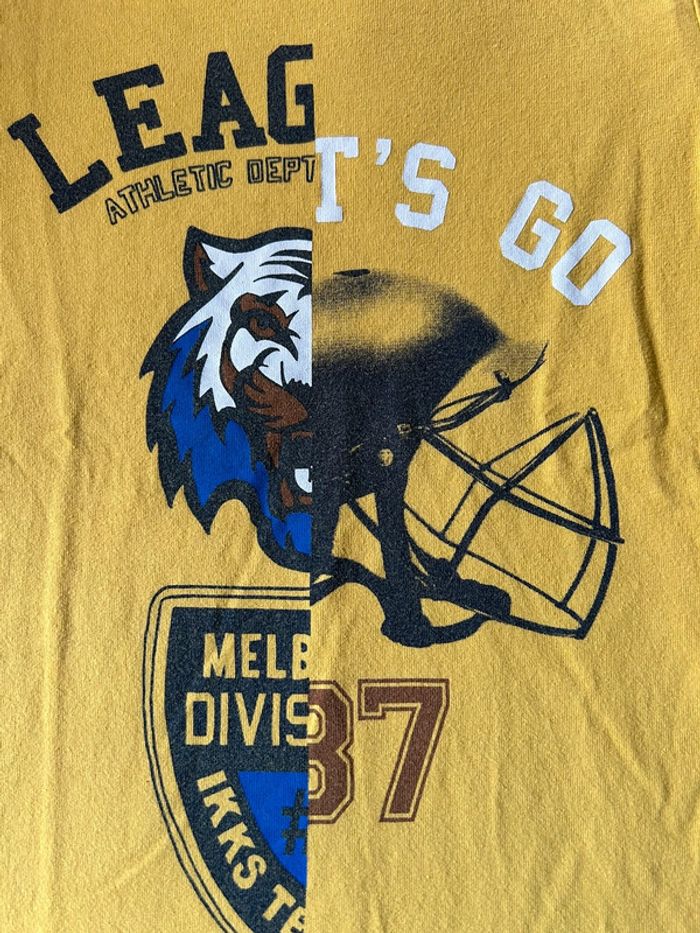 LEAG
ATHLETIC DEPT
T'S GO
MELB
DIVIS
87
#
IKKS TE